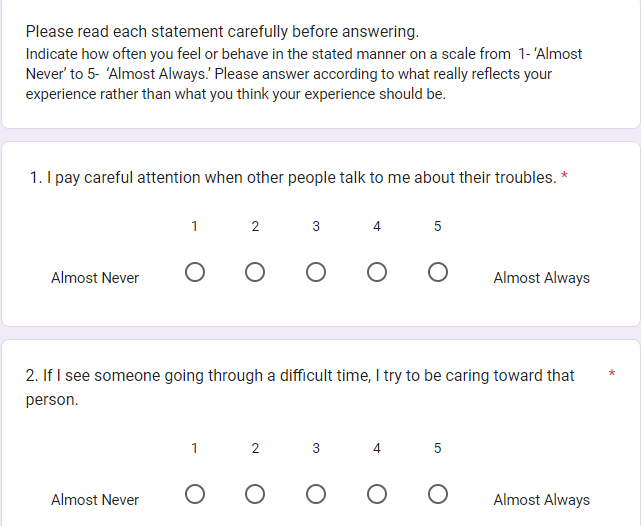 Please read each statement carefully before answering.
Indicate how often you feel or behave in the stated manner on a scale from  1- ‘Almost
Never’ to 5-  ‘Almost Always.’ Please answer according to what really reflects your
experience rather than what you think your experience should be.
1. I pay careful attention when other people talk to me about their troubles. *
1 2 3 4 5
Almost Never Almost Always
2. If I see someone going through a difficult time, I try to be caring toward that *
person.
1 2 3 4 5
Almost Never Almost Always